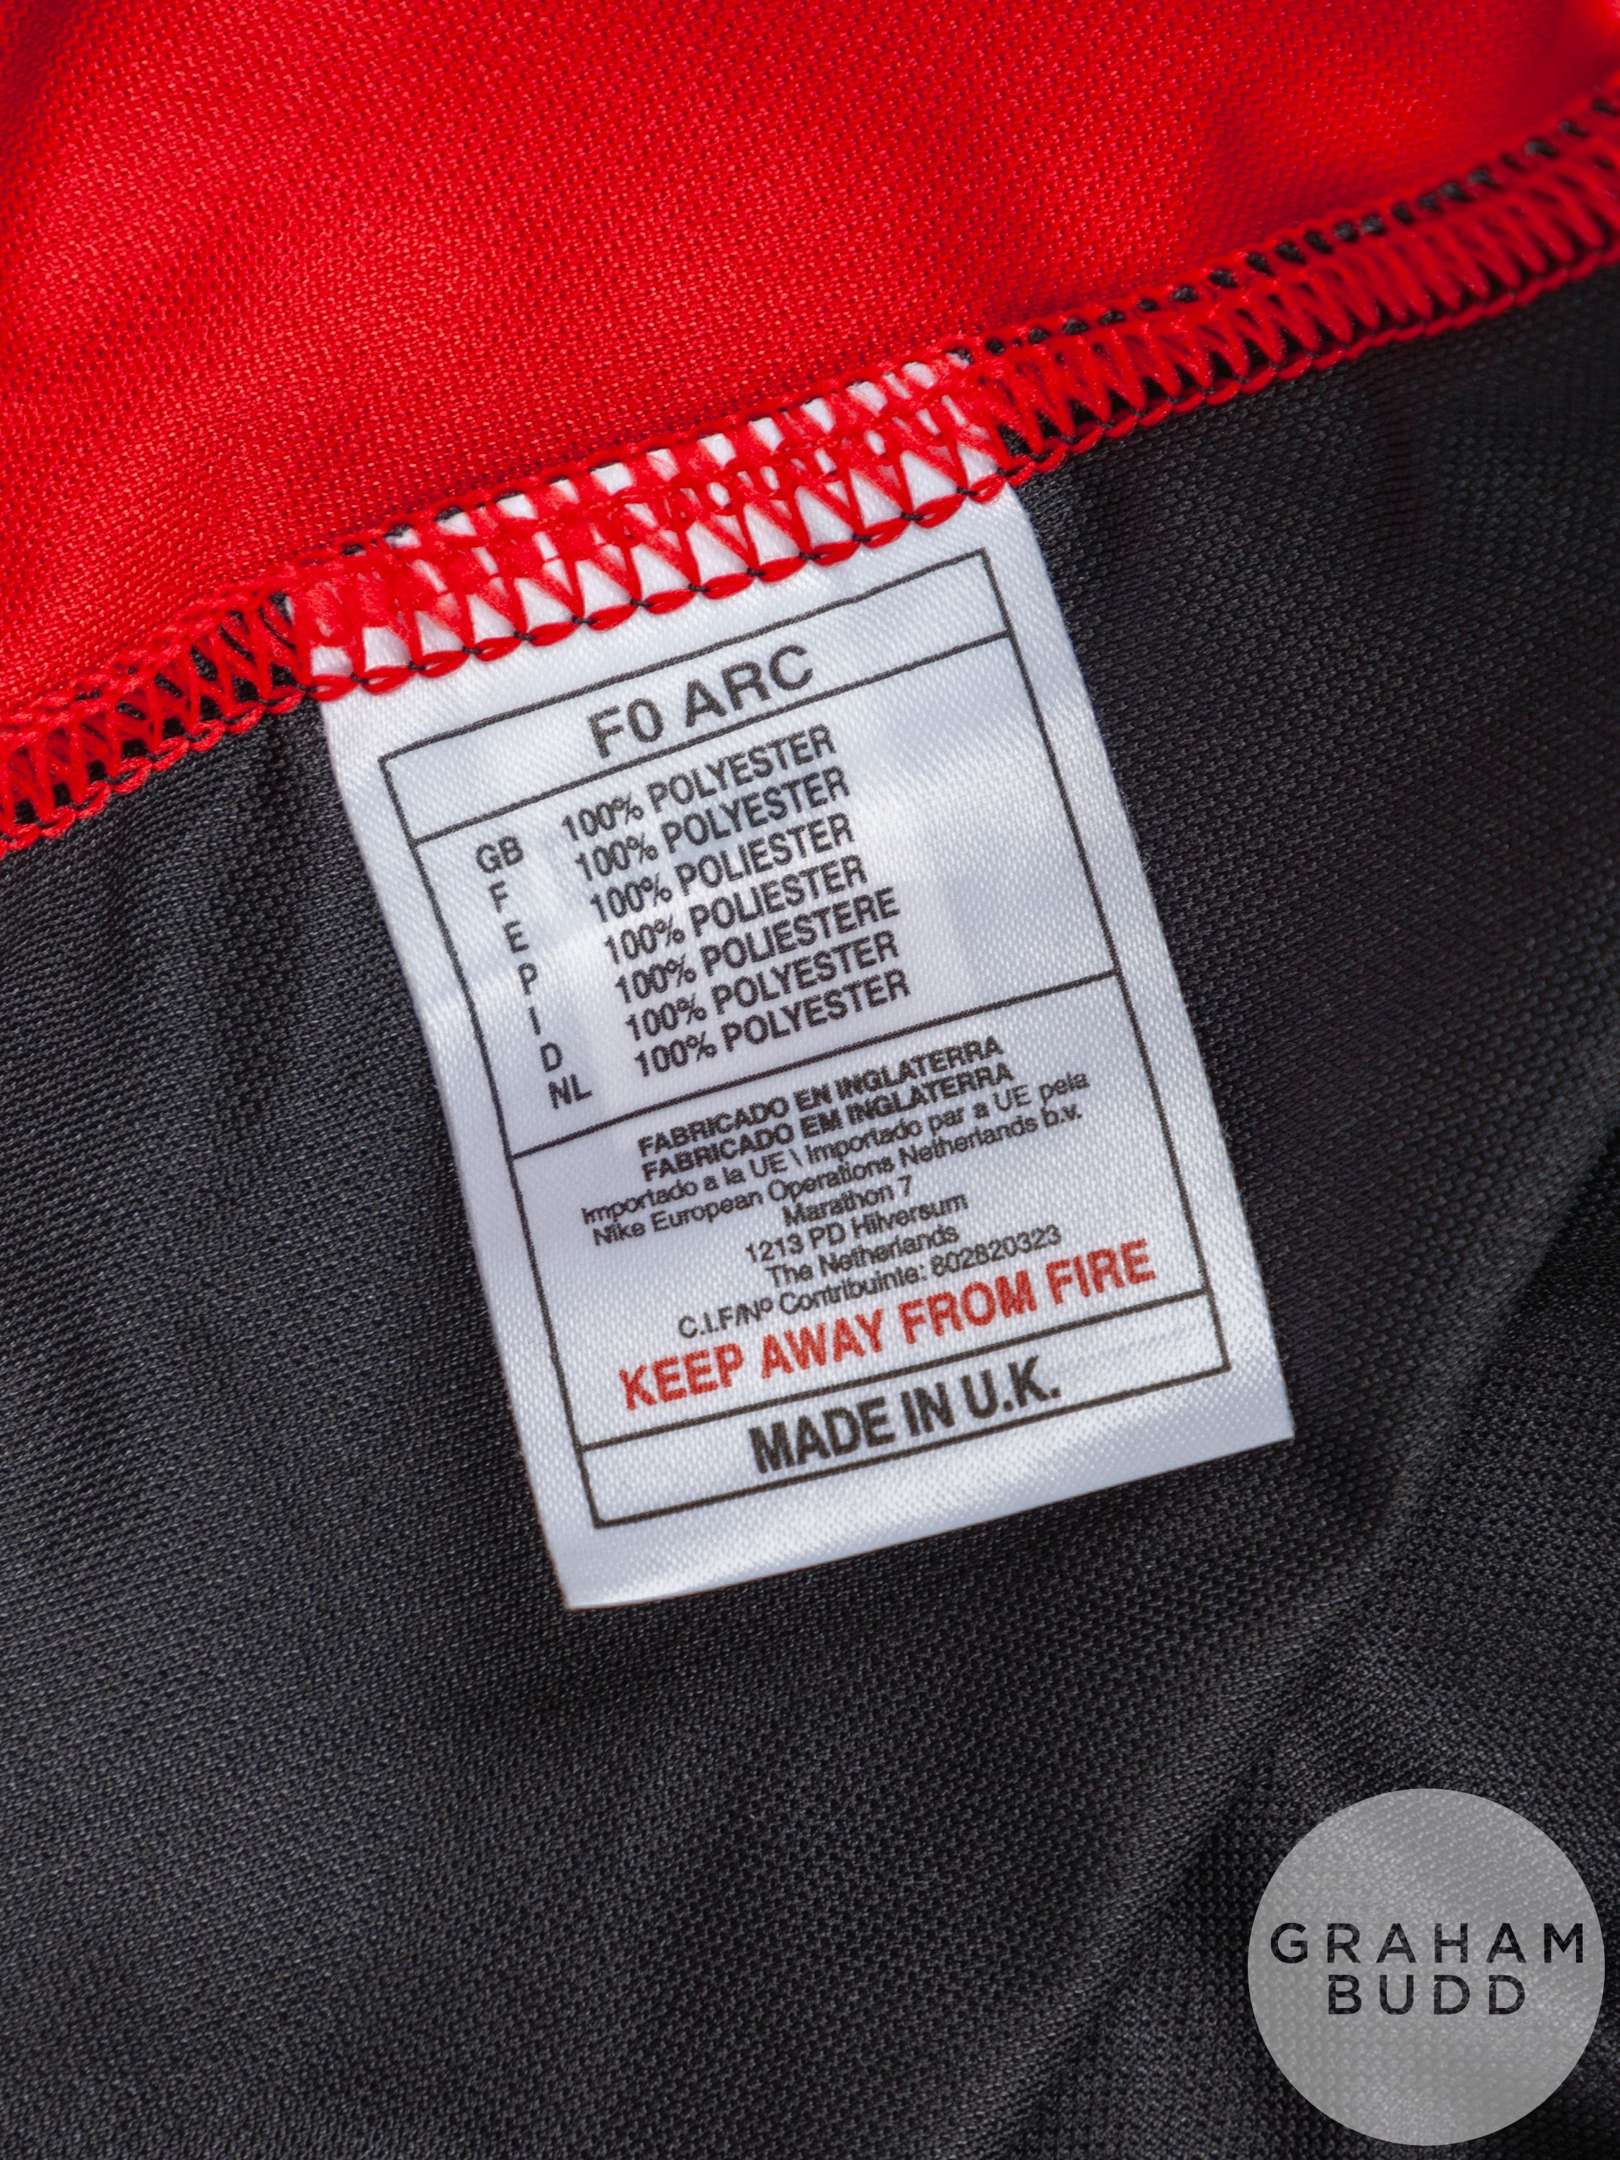 F0 ARC
GB 100% POLYESTER
F 100% POLYESTER
E 100% POLIESTER
P 100% POLIESTER
I 100% POLIESTERE
D 100% POLYESTER
NL 100% POLYESTER
FABRICADO EN INGLATERRA
FABRICADO EM INGLATERRA
Importado a la UE \ Importado par a UE pela
Nike European Operations Netherlands b.v.
Marathon 7
1213 PD Hilversum
The Netherlands
C.I.F/Nº Contribuinte: 802820323
KEEP AWAY FROM FIRE
MADE IN U.K.
GRAHAM
BUDD